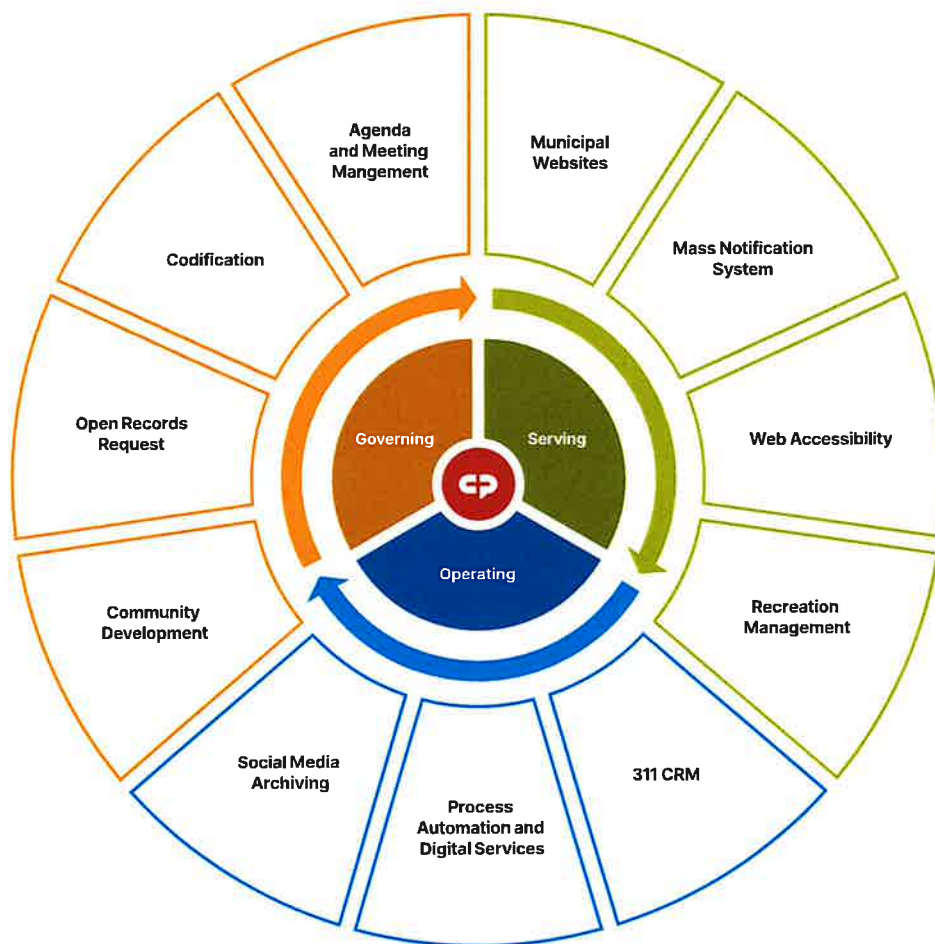 Agenda
and Meeting
Mangement
Municipal
Websites
Codification
Mass Notification
System
Open Records
Request
Governing
Serving
Web Accessibility
Operating
Community
Development
Recreation
Management
Social Media
Archiving
Process
Automation and
Digital Services
311 CRM